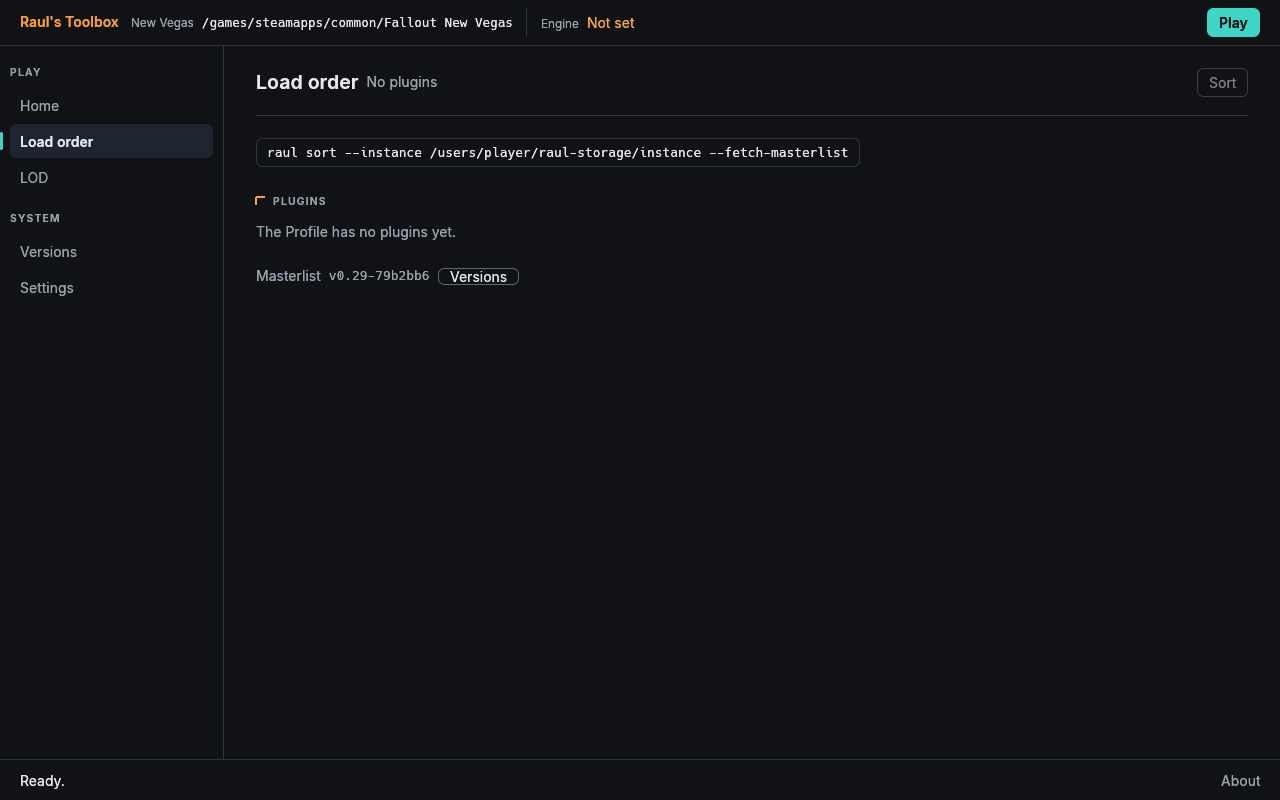 Raul's Toolbox New Vegas /games/steamapps/common/Fallout New Vegas Engine Not set Play
PLAY
Home
Load order
LOD
SYSTEM
Versions
Settings
Load order No plugins Sort
raul sort --instance /users/player/raul-storage/instance --fetch-masterlist
PLUGINS
The Profile has no plugins yet.
Masterlist v0.29-79b2bb6 Versions
Ready. About